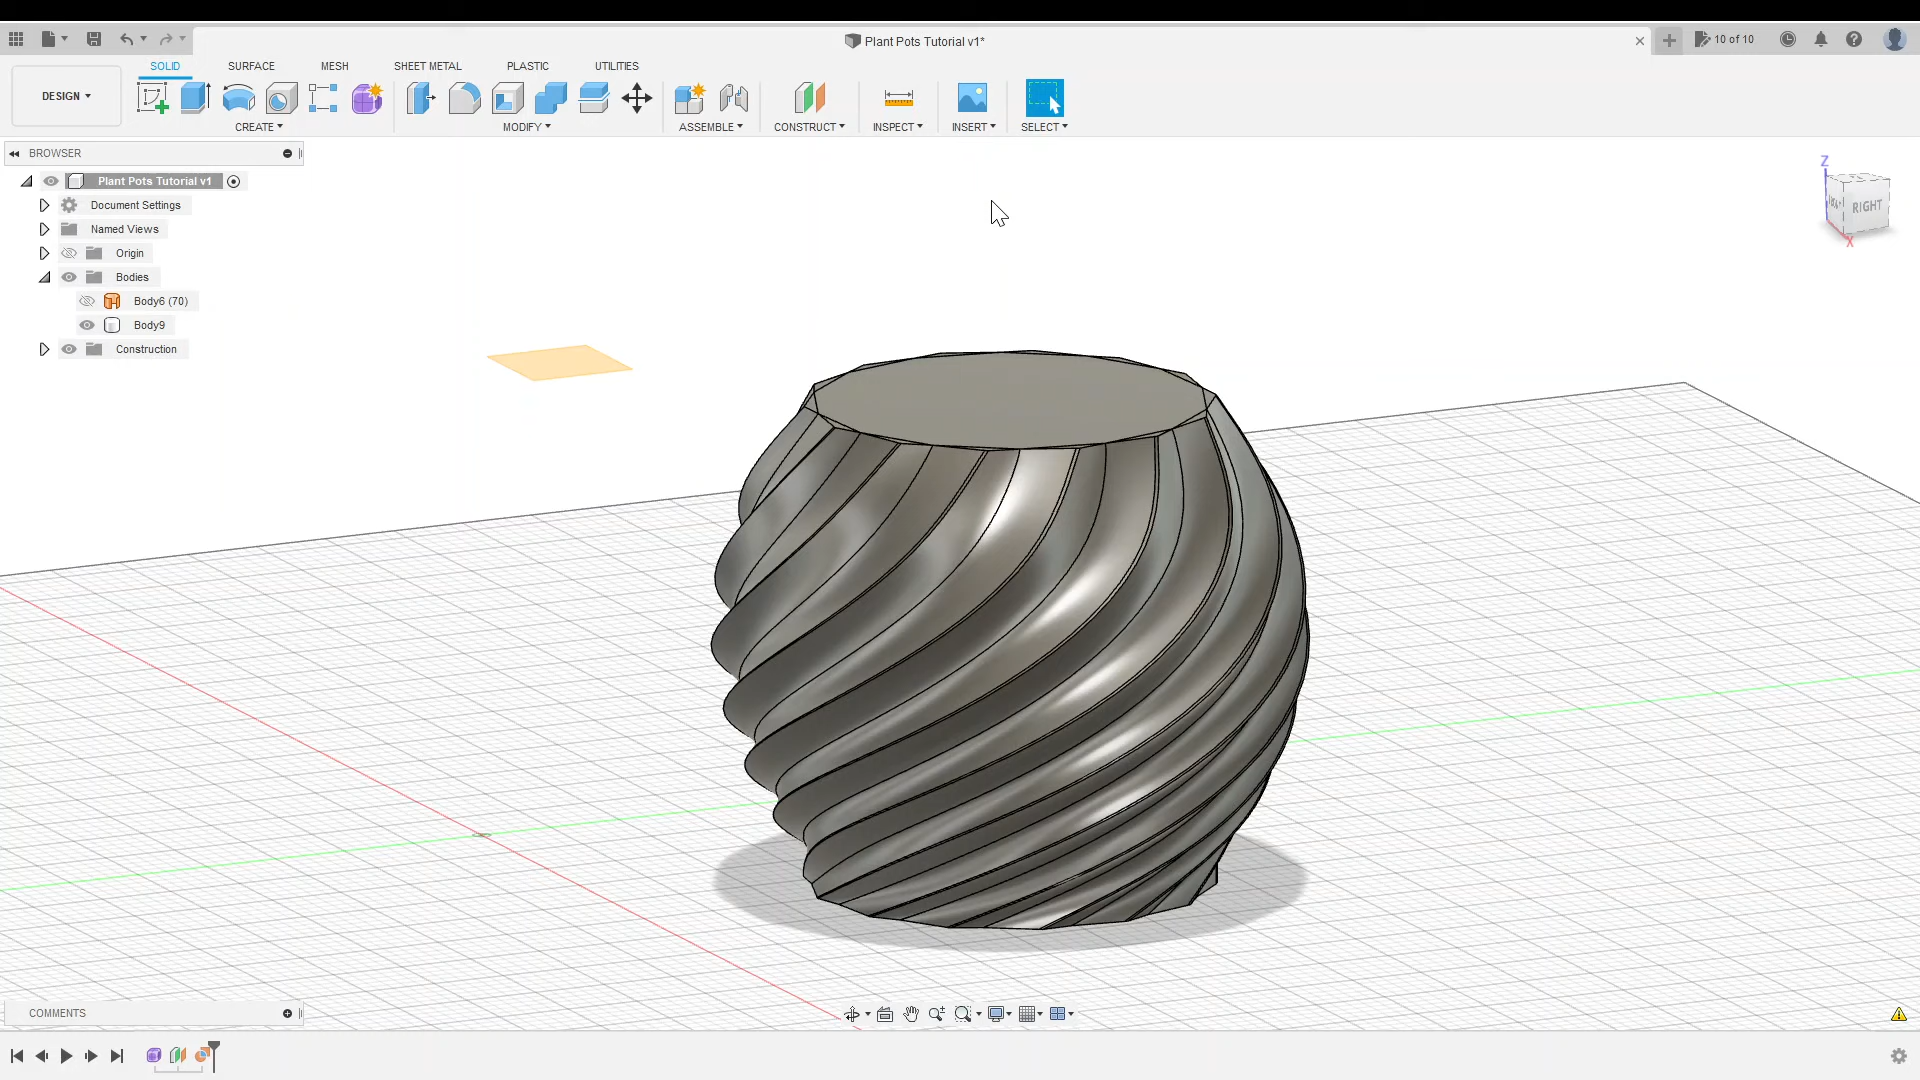 Plant Pots Tutorial v1*
10 of 10
DESIGN
SOLID SURFACE MESH SHEET METAL PLASTIC UTILITIES
CREATE MODIFY ASSEMBLE CONSTRUCT INSPECT INSERT SELECT
BROWSER
Plant Pots Tutorial v1
Document Settings
Named Views
Origin
Bodies
Body6 (70)
Body9
Construction
Z
RIGHT
X
COMMENTS